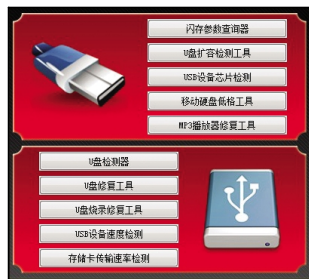 闪存参数查询器
U盘扩容检测工具
USB设备芯片检测
移动硬盘低格工具
MP3播放器修复工具
U盘检测器
U盘修复工具
U盘烧录修复工具
USB设备速度检测
存储卡传输速率检测